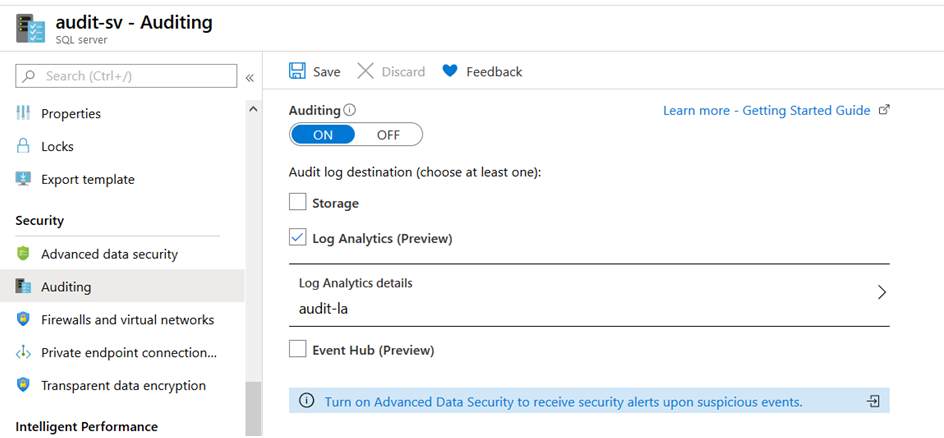 audit-sv - Auditing
SQL server
Search (Ctrl+/)
«
Properties
Locks
Export template
Security
Advanced data security
Auditing
Firewalls and virtual networks
Private endpoint connection...
Transparent data encryption
Intelligent Performance
Save
Discard
Feedback
Auditing
Learn more - Getting Started Guide
ON OFF
Audit log destination (choose at least one):
Storage
Log Analytics (Preview)
Log Analytics details
audit-la
Event Hub (Preview)
Turn on Advanced Data Security to receive security alerts upon suspicious events.